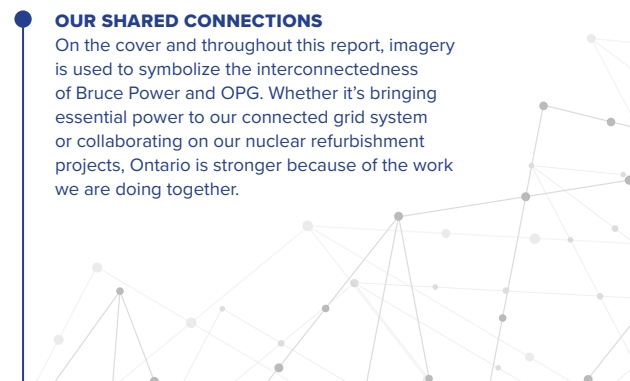 OUR SHARED CONNECTIONS
On the cover and throughout this report, imagery
is used to symbolize the interconnectedness
of Bruce Power and OPG. Whether it’s bringing
essential power to our connected grid system
or collaborating on our nuclear refurbishment
projects, Ontario is stronger because of the work
we are doing together.